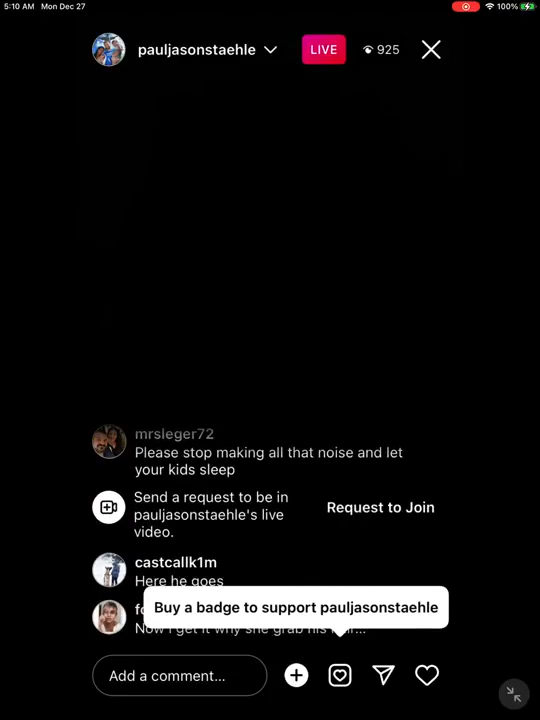 5:10 AM Mon Dec 27
100%
pauljasonstaehle
LIVE
925
mrsleger72
Please stop making all that noise and let
your kids sleep
Send a request to be in
pauljasonstaehle's live
video.
Request to Join
castcallk1m
Here he goes
Buy a badge to support pauljasonstaehle
Now I get it why she grab his
Add a comment...